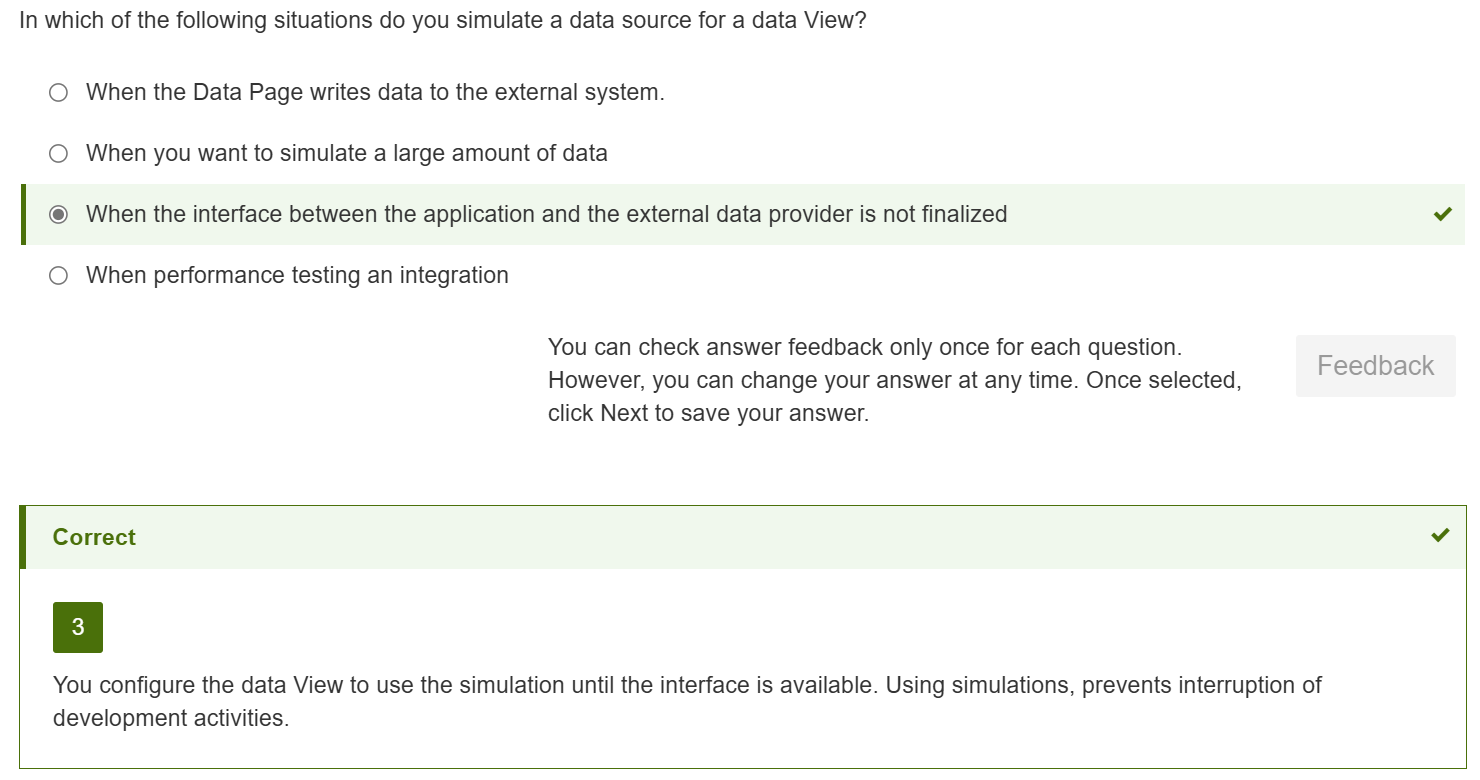 In which of the following situations do you simulate a data source for a data View?
When the Data Page writes data to the external system.
When you want to simulate a large amount of data
When the interface between the application and the external data provider is not finalized
When performance testing an integration
You can check answer feedback only once for each question.
However, you can change your answer at any time. Once selected,
click Next to save your answer.
Feedback
Correct
3
You configure the data View to use the simulation until the interface is available. Using simulations, prevents interruption of
development activities.